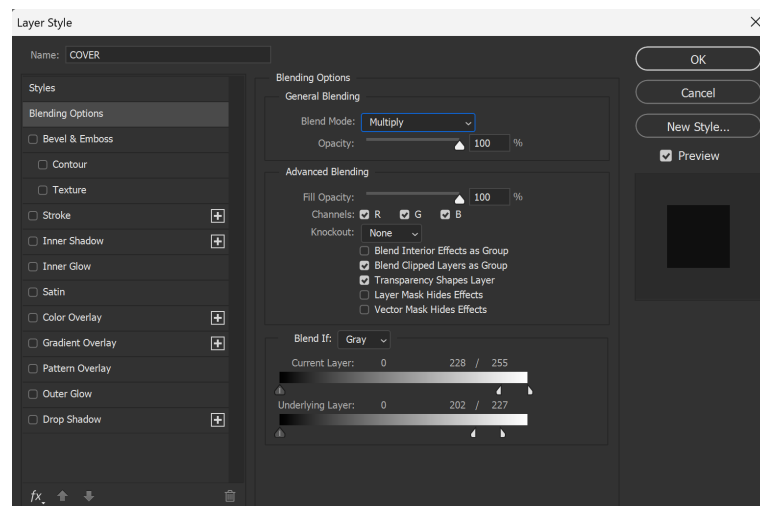 Layer Style
Name: COVER
Styles
Blending Options
Bevel & Emboss
Contour
Texture
Stroke
Inner Shadow
Inner Glow
Satin
Color Overlay
Gradient Overlay
Pattern Overlay
Outer Glow
Drop Shadow
fx
Blending Options
General Blending
Blend Mode: Multiply
Opacity: 100 %
Advanced Blending
Fill Opacity: 100 %
Channels: R G B
Knockout: None
Blend Interior Effects as Group
Blend Clipped Layers as Group
Transparency Shapes Layer
Layer Mask Hides Effects
Vector Mask Hides Effects
Blend If: Gray
Current Layer: 0 228 / 255
Underlying Layer: 0 202 / 227
OK
Cancel
New Style...
Preview